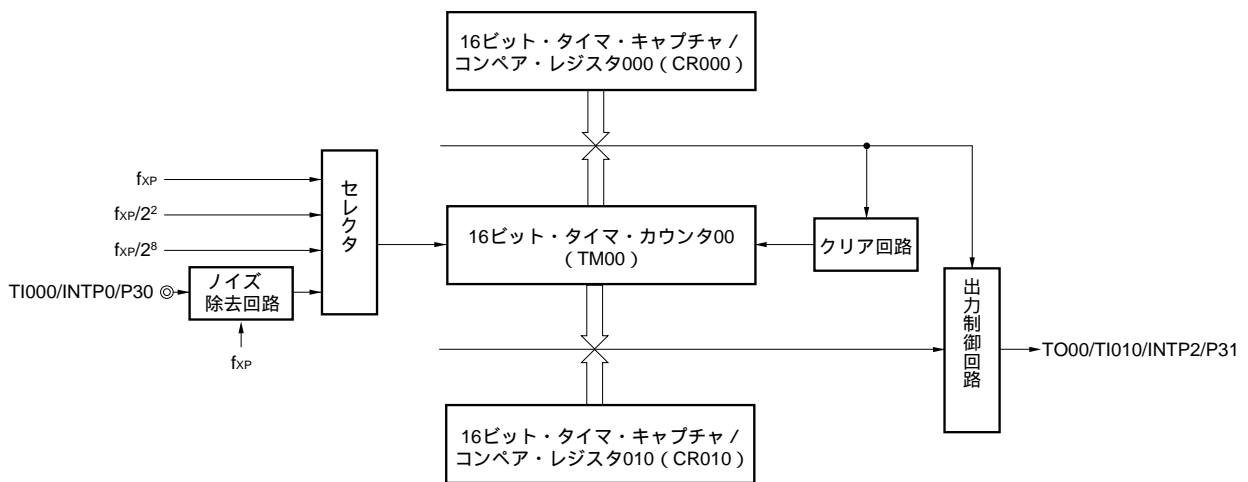 16ビット・タイマ・キャプチャ/
コンペア・レジスタ000(CR000)
fXP
fXP/2²
fXP/2⁸
TI000/INTP0/P30
ノイズ
除去回路
fXP
セレクタ
16ビット・タイマ・カウンタ00
(TM00)
クリア回路
出力制御回路
TO00/TI010/INTP2/P31
16ビット・タイマ・キャプチャ/
コンペア・レジスタ010(CR010)